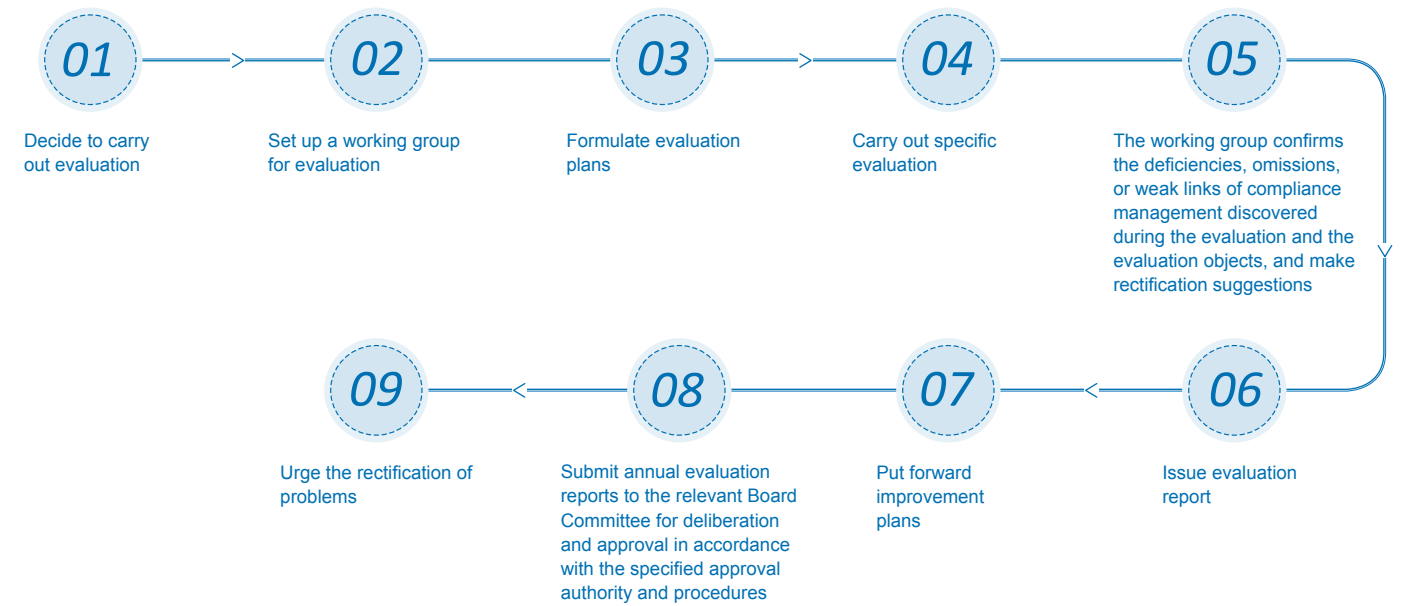 01
Decide to carry
out evaluation
02
Set up a working group
for evaluation
03
Formulate evaluation
plans
04
Carry out specific
evaluation
05
The working group confirms
the deficiencies, omissions,
or weak links of compliance
management discovered
during the evaluation and the
evaluation objects, and make
rectification suggestions
06
Issue evaluation
report
07
Put forward
improvement
plans
08
Submit annual evaluation
reports to the relevant Board
Committee for deliberation
and approval in accordance
with the specified approval
authority and procedures
09
Urge the rectification of
problems